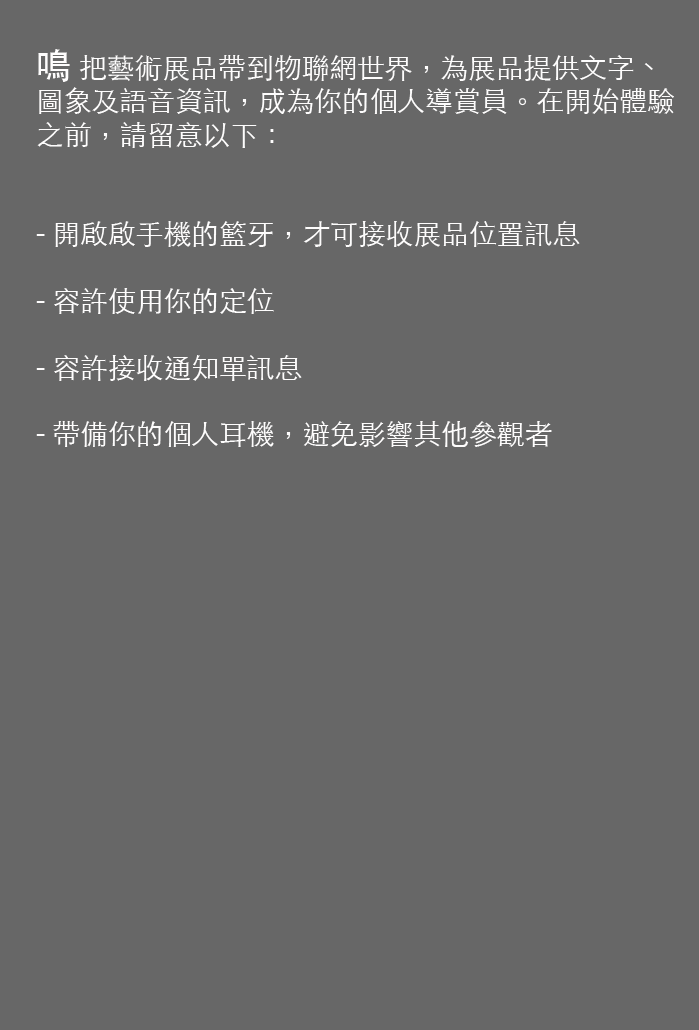 鳴 把藝術展品帶到物聯網世界，為展品提供文字、
圖象及語音資訊，成為你的個人導賞員。在開始體驗
之前，請留意以下：
- 開啟啟手機的籃牙，才可接收展品位置訊息
- 容許使用你的定位
- 容許接收通知單訊息
- 帶備你的個人耳機，避免影響其他參觀者